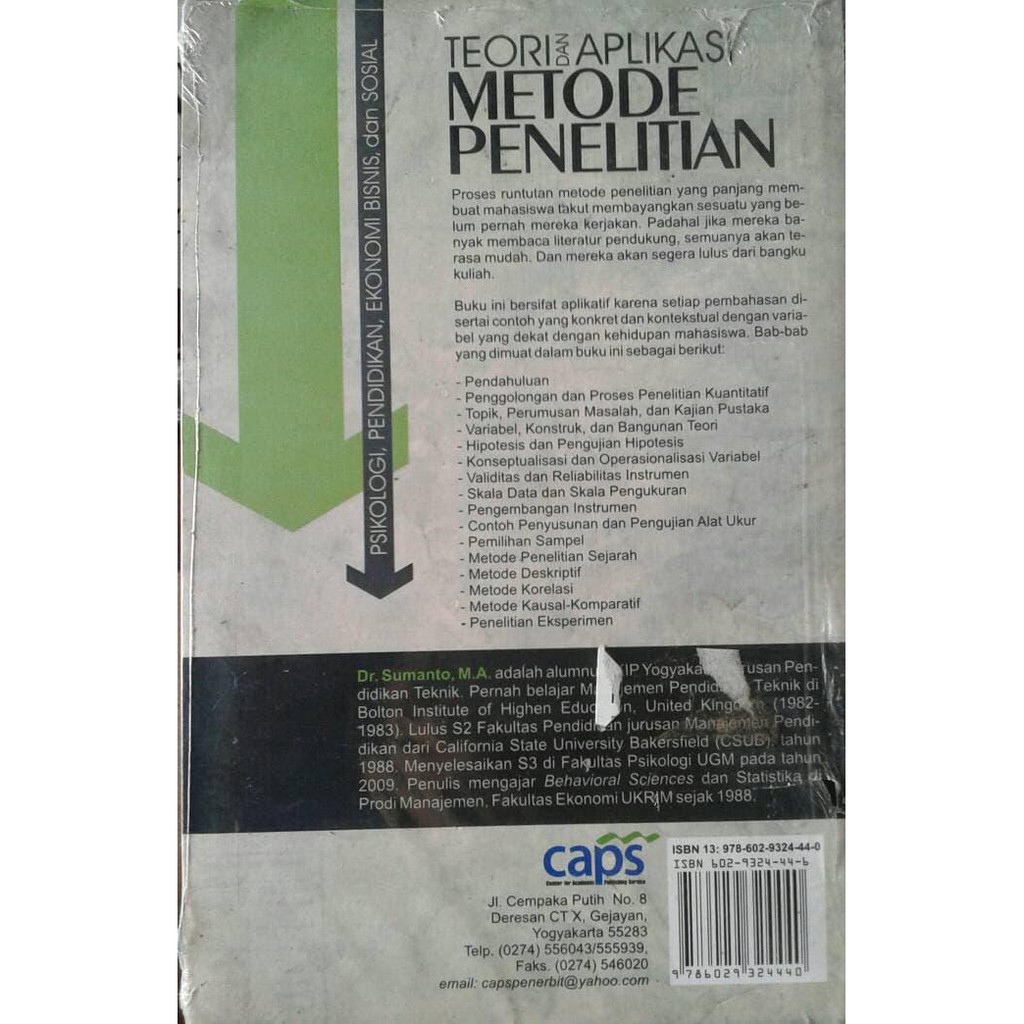 TEORI DAN APLIKASI
METODE
PENELITIAN
PSIKOLOGI, PENDIDIKAN, EKONOMI BISNIS, dan SOSIAL
Proses runtutan metode penelitian yang panjang mem-
buat mahasiswa takut membayangkan sesuatu yang be-
lum pernah mereka kerjakan. Padahal jika mereka ba-
nyak membaca literatur pendukung, semuanya akan te-
rasa mudah. Dan mereka akan segera lulus dari bangku
kuliah.
Buku ini bersifat aplikatif karena setiap pembahasan di-
sertai contoh yang konkret dan kontekstual dengan varia-
bel yang dekat dengan kehidupan mahasiswa. Bab-bab
yang dimuat dalam buku ini sebagai berikut:
- Pendahuluan
- Penggolongan dan Proses Penelitian Kuantitatif
- Topik, Perumusan Masalah, dan Kajian Pustaka
- Variabel, Konstruk, dan Bangunan Teori
- Hipotesis dan Pengujian Hipotesis
- Konseptualisasi dan Operasionalisasi Variabel
- Validitas dan Reliabilitas Instrumen
- Skala Data dan Skala Pengukuran
- Pengembangan Instrumen
- Contoh Penyusunan dan Pengujian Alat Ukur
- Pemilihan Sampel
- Metode Penelitian Sejarah
- Metode Deskriptif
- Metode Korelasi
- Metode Kausal-Komparatif
- Penelitian Eksperimen
Dr. Sumanto, M.A. adalah alumnus Pen-
didikan Teknik. Pernah belajar Teknik di
Bolton Institute of Highen United Kingdom (1982-
1983). Lulus S2 Fakultas Pendidikan jurusan Manajemen Pendi-
dikan dari California State University Bakersfield (CSUB), tahun
1988. Menyelesaikan S3 di Fakultas Psikologi UGM pada tahun
2009. Penulis mengajar Behavioral Sciences dan Statistika di
Prodi Manajemen, Fakultas Ekonomi UKRIM sejak 1988.
caps
Center for Academic Publishing Service
Jl. Cempaka Putih No. 8
Deresan CT X, Gejayan,
Yogyakarta 55283
Telp. (0274) 556043/555939,
Faks. (0274) 546020
email: capspenerbit@yahoo.com
ISBN 13: 978-602-9324-44-0
ISBN 602-9324-44-6
9 786029 324440